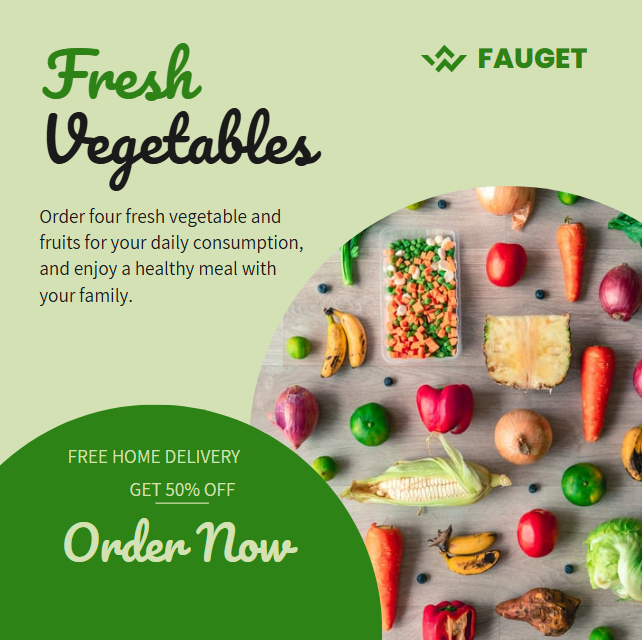 Fresh
Vegetables
FAUGET
Order four fresh vegetable and
fruits for your daily consumption,
and enjoy a healthy meal with
your family.
FREE HOME DELIVERY
GET 50% OFF
Order Now